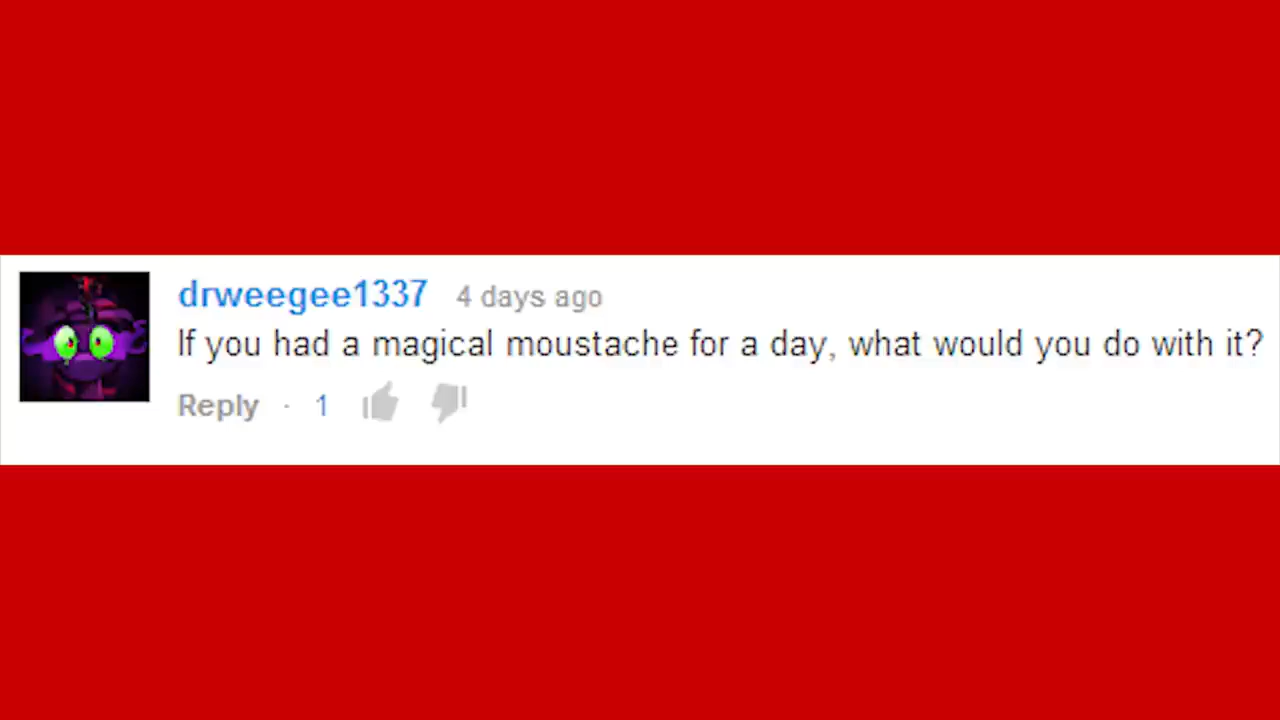 drweegee1337 4 days ago
If you had a magical moustache for a day, what would you do with it?
Reply · 1